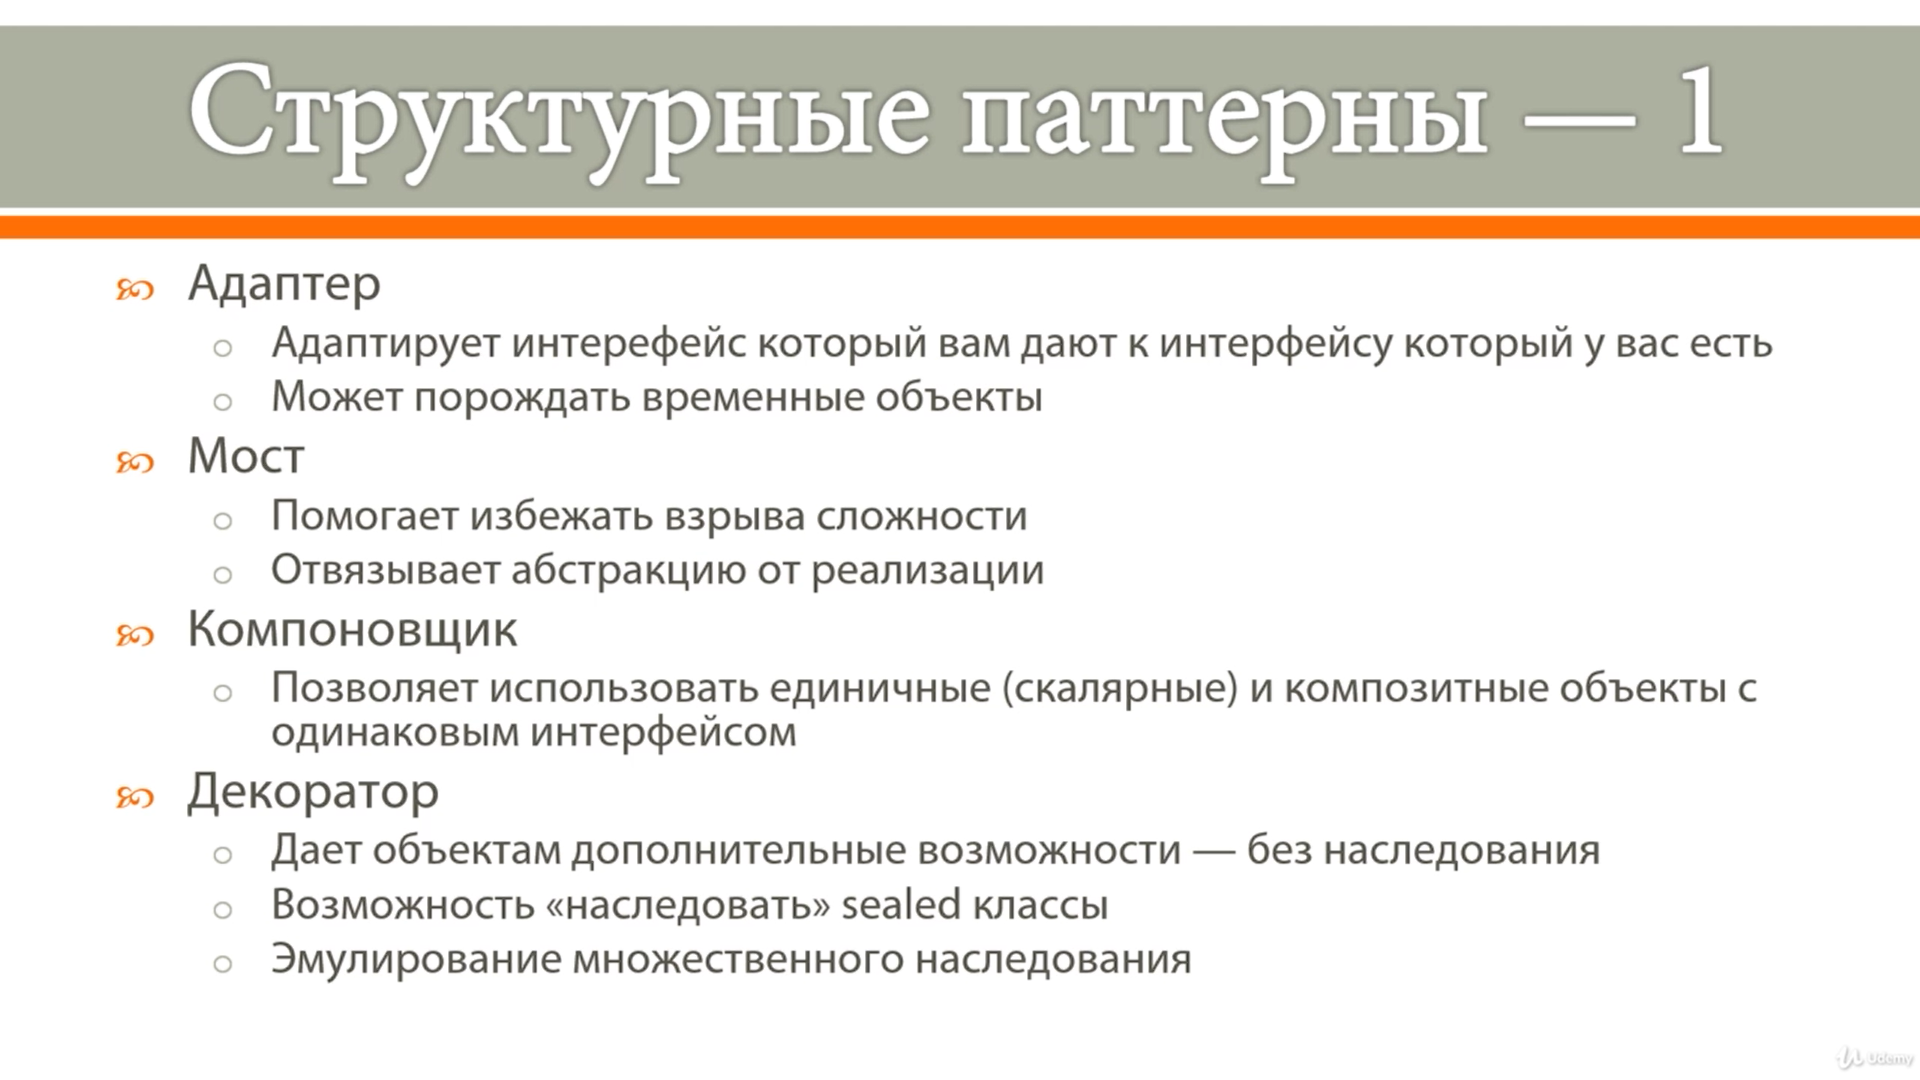 Структурные паттерны — 1
Адаптер
Адаптирует интерефейс который вам дают к интерфейсу который у вас есть
Может порождать временные объекты
Мост
Помогает избежать взрыва сложности
Отвязывает абстракцию от реализации
Компоновщик
Позволяет использовать единичные (скалярные) и композитные объекты с
одинаковым интерфейсом
Декоратор
Дает объектам дополнительные возможности — без наследования
Возможность «наследовать» sealed классы
Эмулирование множественного наследования
Udemy